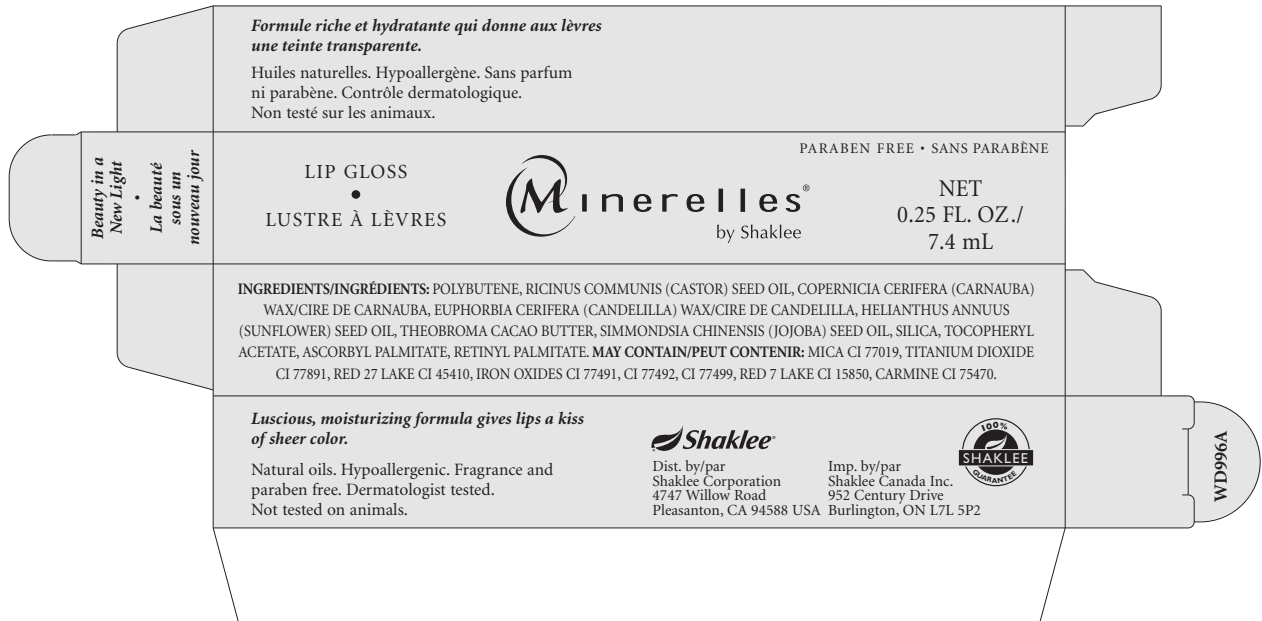 Formule riche et hydratante qui donne aux lèvres
une teinte transparente.
Huiles naturelles. Hypoallergène. Sans parfum
ni parabène. Contrôle dermatologique.
Non testé sur les animaux.
Beauty in a
New Light
•
La beauté
sous un
nouveau jour
LIP GLOSS
•
LUSTRE À LÈVRES
Minerelles®
by Shaklee
PARABEN FREE • SANS PARABÈNE
NET
0.25 FL. OZ./
7.4 mL
INGREDIENTS/INGRÉDIENTS: POLYBUTENE, RICINUS COMMUNIS (CASTOR) SEED OIL, COPERNICIA CERIFERA (CARNAUBA)
WAX/CIRE DE CARNAUBA, EUPHORBIA CERIFERA (CANDELILLA) WAX/CIRE DE CANDELILLA, HELIANTHUS ANNUUS
(SUNFLOWER) SEED OIL, THEOBROMA CACAO BUTTER, SIMMONDSIA CHINENSIS (JOJOBA) SEED OIL, SILICA, TOCOPHERYL
ACETATE, ASCORBYL PALMITATE, RETINYL PALMITATE. MAY CONTAIN/PEUT CONTENIR: MICA CI 77019, TITANIUM DIOXIDE
CI 77891, RED 27 LAKE CI 45410, IRON OXIDES CI 77491, CI 77492, CI 77499, RED 7 LAKE CI 15850, CARMINE CI 75470.
Luscious, moisturizing formula gives lips a kiss
of sheer color.
Natural oils. Hypoallergenic. Fragrance and
paraben free. Dermatologist tested.
Not tested on animals.
Shaklee®
Dist. by/par
Shaklee Corporation
4747 Willow Road
Pleasanton, CA 94588 USA
Imp. by/par
Shaklee Canada Inc.
952 Century Drive
Burlington, ON L7L 5P2
100%
SHAKLEE
GUARANTEE
WD996A